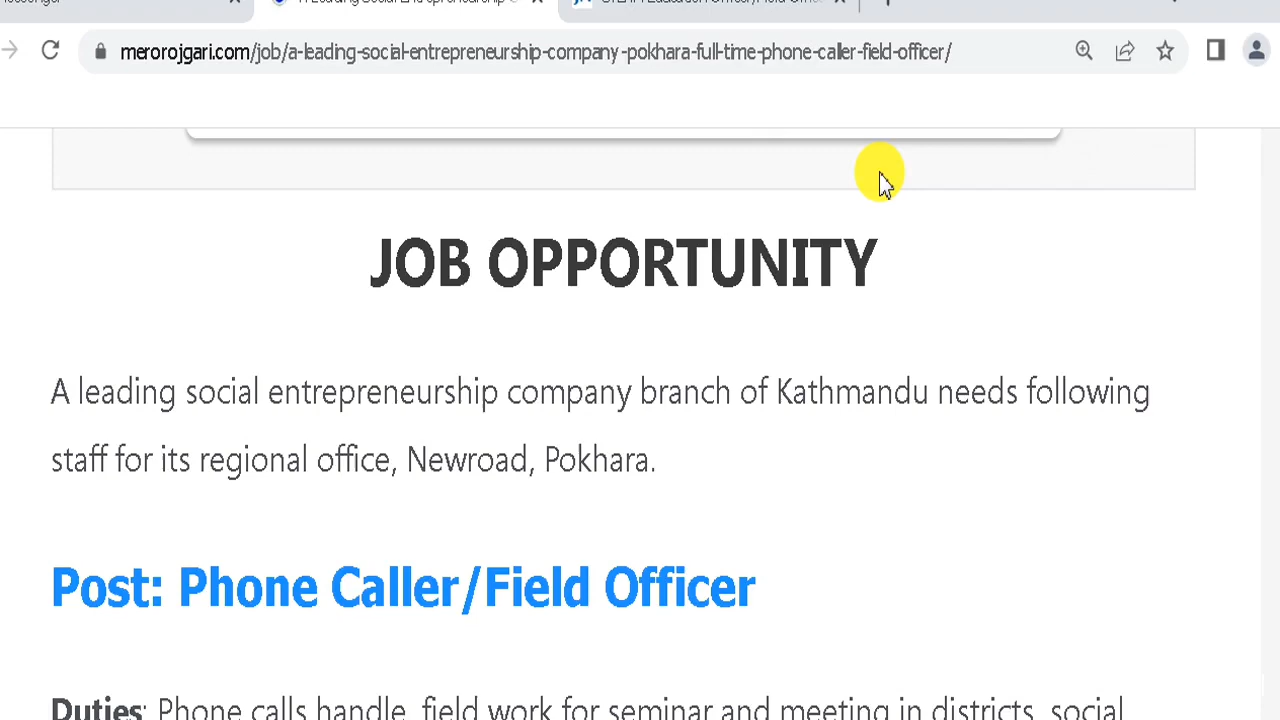 merorojgari.com/job/a-leading-social-entrepreneurship-company-pokhara-full-time-phone-caller-field-officer/
JOB OPPORTUNITY
A leading social entrepreneurship company branch of Kathmandu needs following
staff for its regional office, Newroad, Pokhara.
Post: Phone Caller/Field Officer
Duties: Phone calls handle, field work for seminar and meeting in districts, social